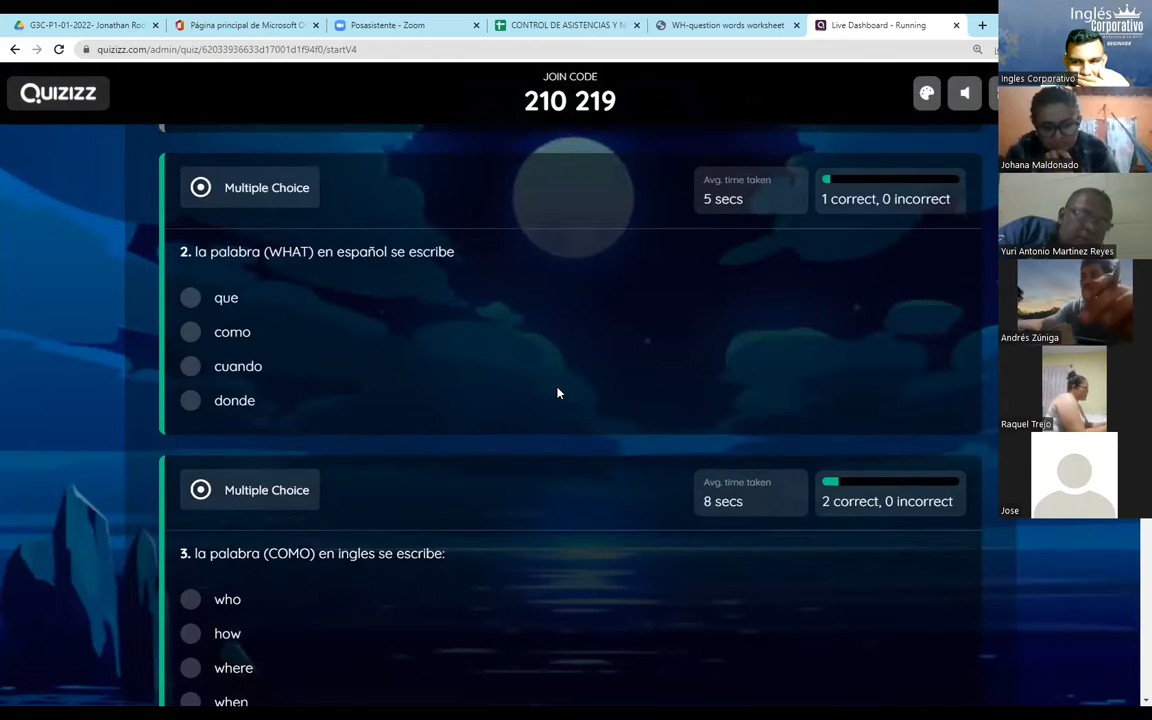 G3C-P1-01-2022- Jonathan Rod
Página principal de Microsoft O
Posasistente - Zoom
CONTROL DE ASISTENCIAS Y N
WH-question words worksheet
Live Dashboard - Running
quizizz.com/admin/quiz/62033936633d17001d1f94f0/startV4
Quizizz
JOIN CODE
210 219
Multiple Choice
Avg. time taken
5 secs
1 correct, 0 incorrect
2. la palabra (WHAT) en español se escribe
que
como
cuando
donde
Multiple Choice
Avg. time taken
8 secs
2 correct, 0 incorrect
3. la palabra (COMO) en ingles se escribe:
who
how
where
when
Inglés
Corporativo
BEGINNER
Ingles Corporativo
Johana Maldonado
Yuri Antonio Martinez Reyes
Andrés Zúniga
Raquel Trejo
Jose